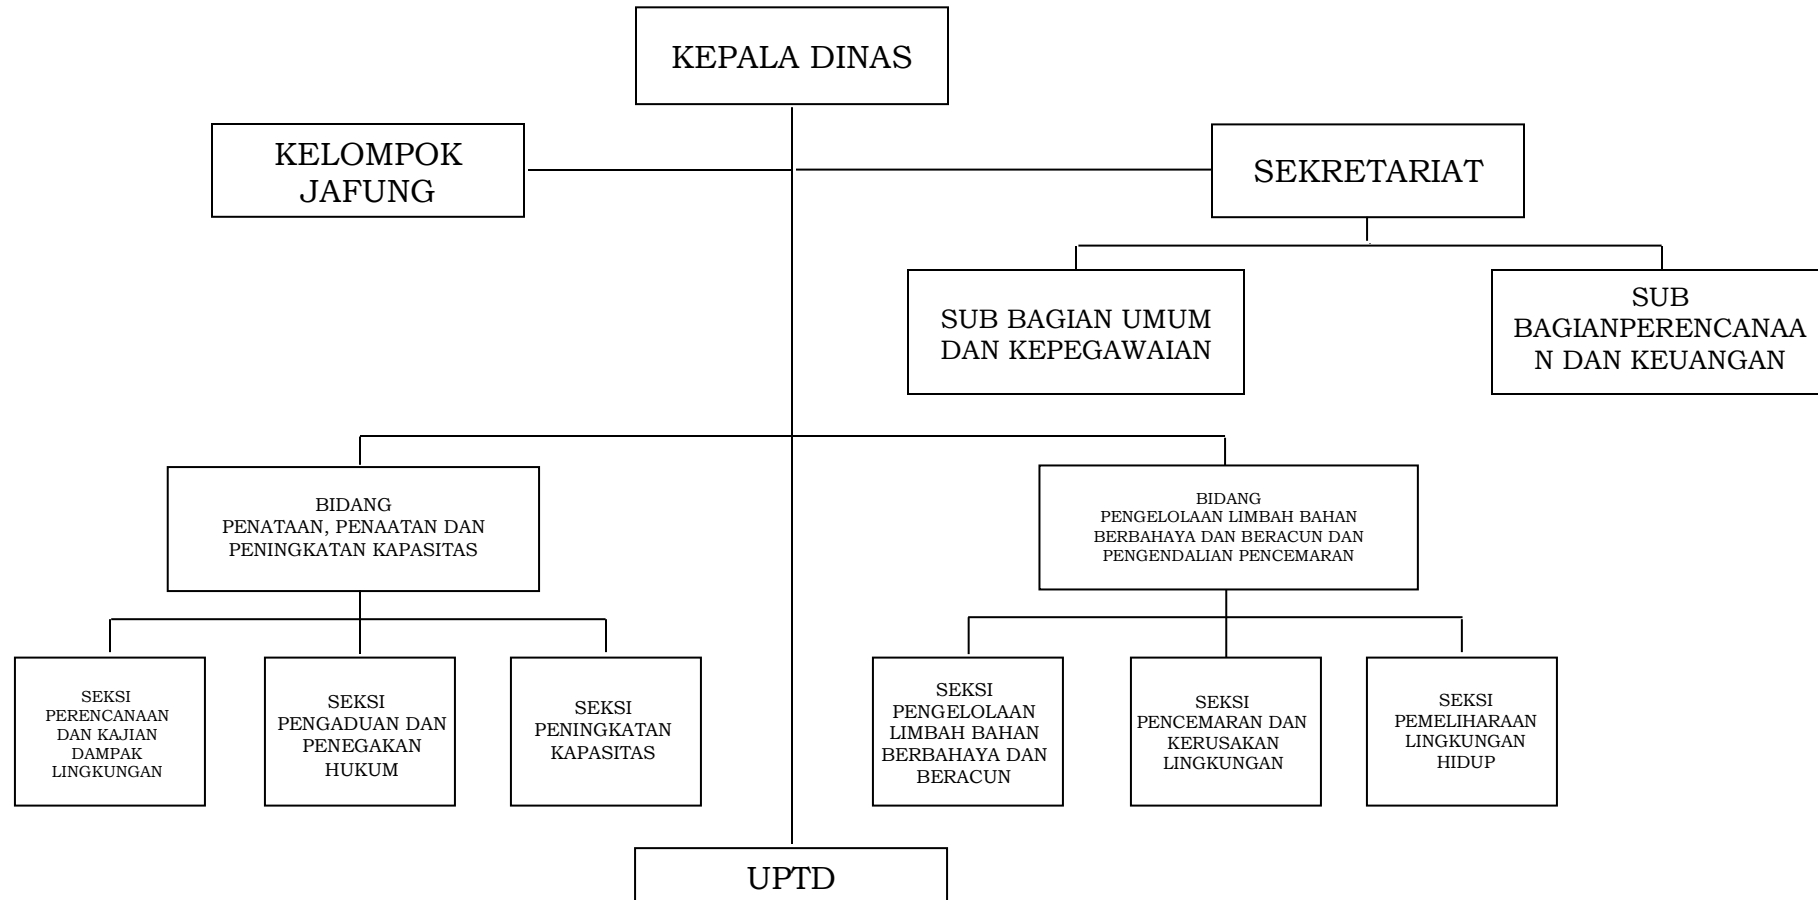 KEPALA DINAS
KELOMPOK
JAFUNG
SEKRETARIAT
SUB BAGIAN UMUM
DAN KEPEGAWAIAN
SUB
BAGIANPERENCANAA
N DAN KEUANGAN
BIDANG
PENATAAN, PENAATAN DAN
PENINGKATAN KAPASITAS
BIDANG
PENGELOLAAN LIMBAH BAHAN
BERBAHAYA DAN BERACUN DAN
PENGENDALIAN PENCEMARAN
SEKSI
PERENCANAAN
DAN KAJIAN
DAMPAK
LINGKUNGAN
SEKSI
PENGADUAN DAN
PENEGAKAN
HUKUM
SEKSI
PENINGKATAN
KAPASITAS
SEKSI
PENGELOLAAN
LIMBAH BAHAN
BERBAHAYA DAN
BERACUN
SEKSI
PENCEMARAN DAN
KERUSAKAN
LINGKUNGAN
SEKSI
PEMELIHARAAN
LINGKUNGAN
HIDUP
UPTD